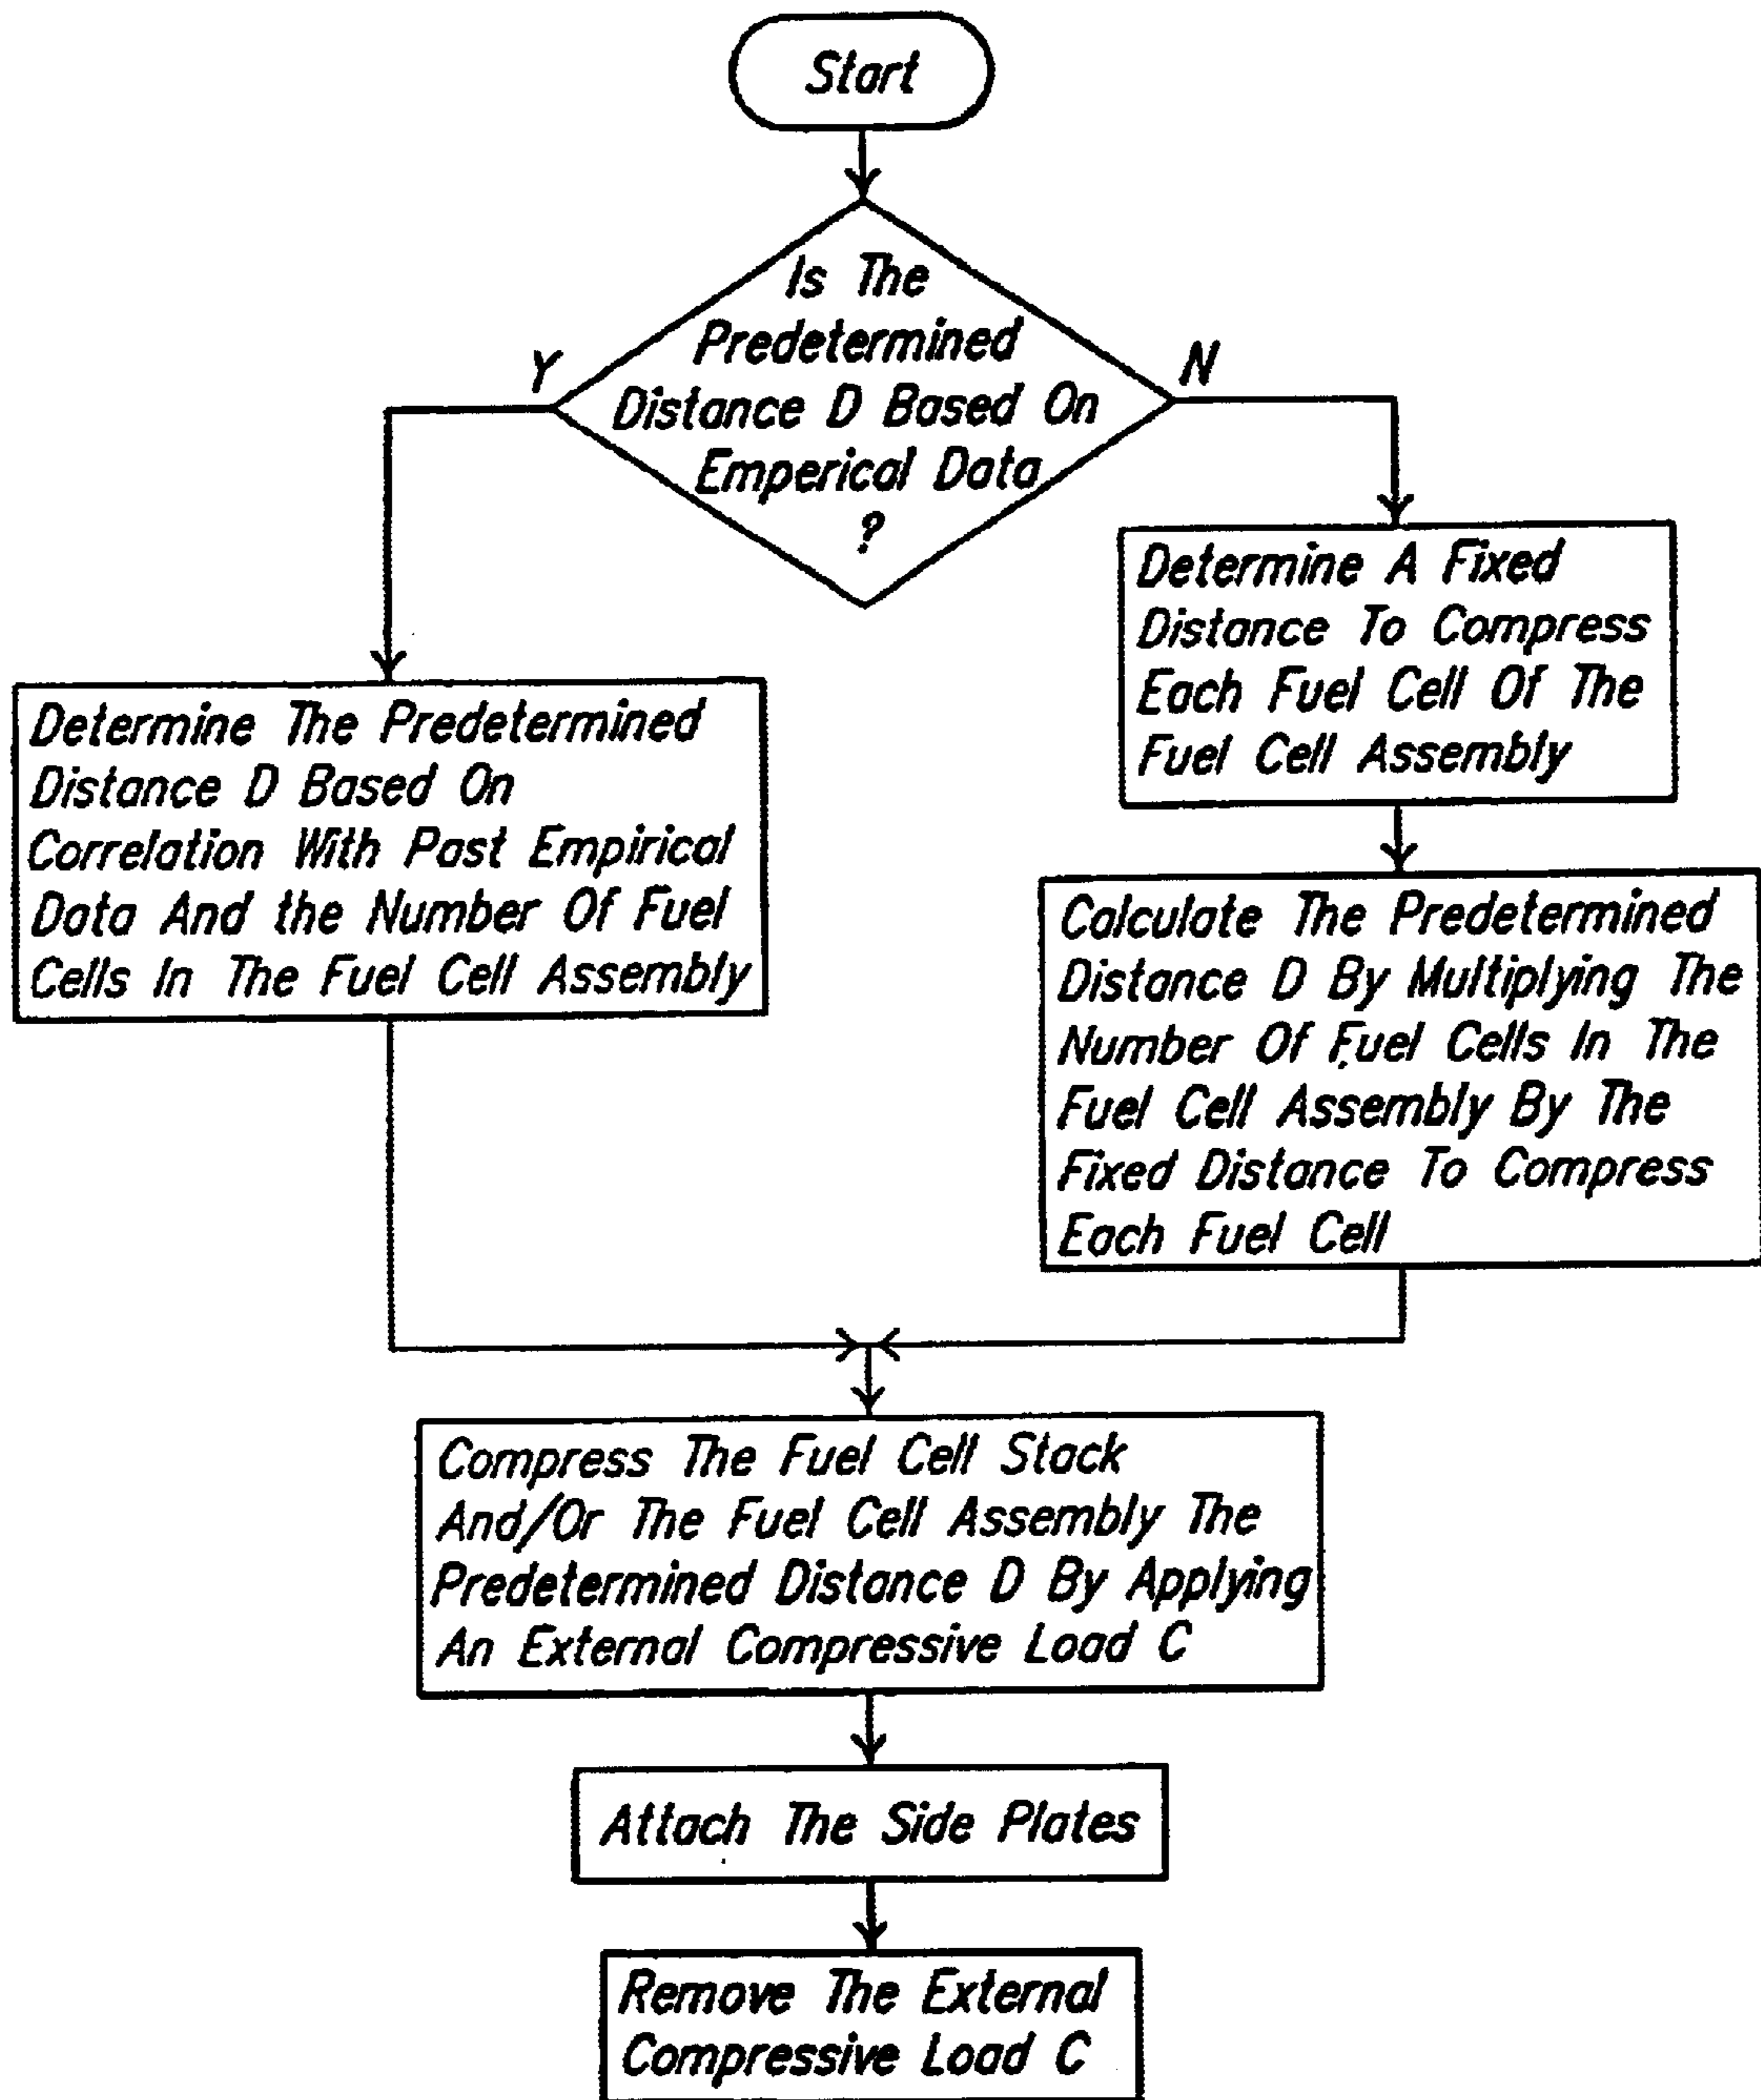 Start
Is The
Predetermined
Distance D Based On
Emperical Data
?
Y
N
Determine A Fixed
Distance To Compress
Each Fuel Cell Of The
Fuel Cell Assembly
Determine The Predetermined
Distance D Based On
Correlation With Past Empirical
Data And the Number Of Fuel
Cells In The Fuel Cell Assembly
Calculate The Predetermined
Distance D By Multiplying The
Number Of Fuel Cells In The
Fuel Cell Assembly By The
Fixed Distance To Compress
Each Fuel Cell
Compress The Fuel Cell Stack
And/Or The Fuel Cell Assembly The
Predetermined Distance D By Applying
An External Compressive Load C
Attach The Side Plates
Remove The External
Compressive Load C